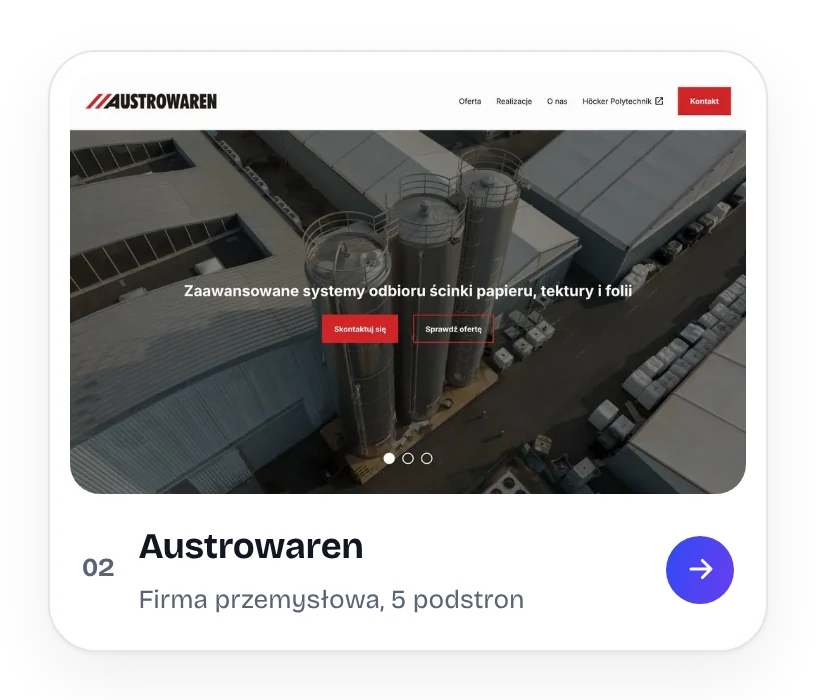 AUSTROWAREN
Oferta Realizacje O nas Höcker Polytechnik Kontakt
Zaawansowane systemy odbioru ścinki papieru, tektury i folii
Skontaktuj się Sprawdź ofertę
02
Austrowaren
Firma przemysłowa, 5 podstron